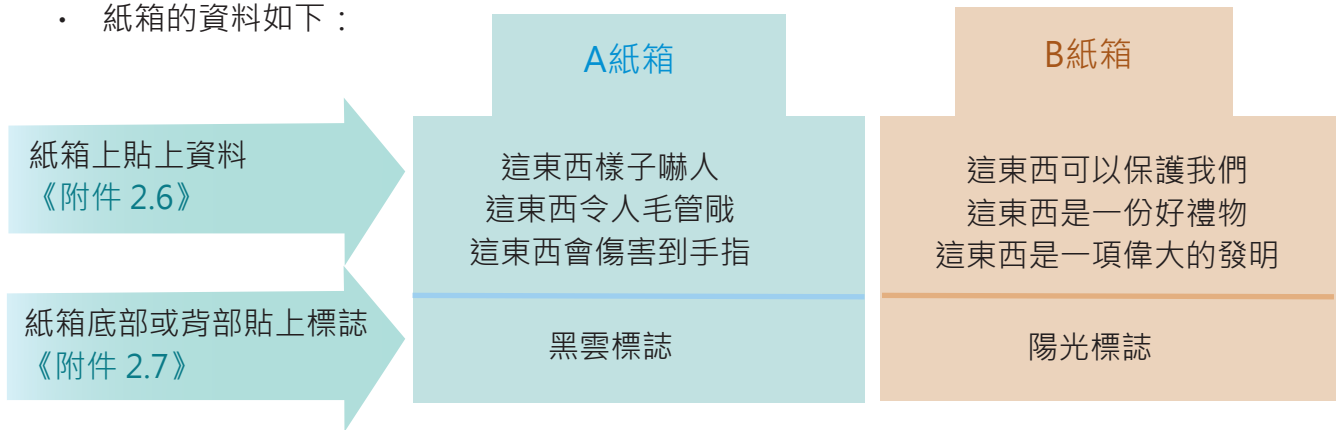 · 紙箱的資料如下：
A紙箱
B紙箱
紙箱上貼上資料
《附件 2.6》
這東西樣子嚇人
這東西令人毛管戙
這東西會傷害到手指
這東西可以保護我們
這東西是一份好禮物
這東西是一項偉大的發明
紙箱底部或背部貼上標誌
《附件 2.7》
黑雲標誌
陽光標誌